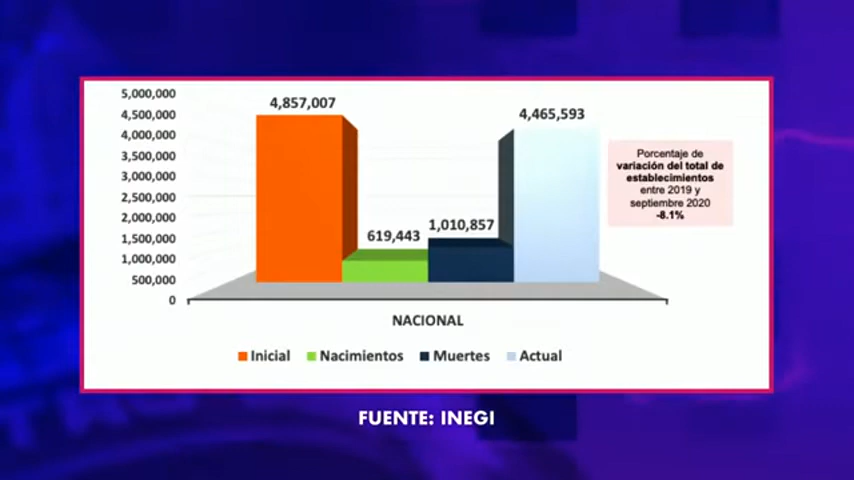 5,000,000
4,500,000
4,000,000
3,500,000
3,000,000
2,500,000
2,000,000
1,500,000
1,000,000
500,000
0
4,857,007
619,443
1,010,857
4,465,593
Porcentaje de
variación del total de
establecimientos
entre 2019 y
septiembre 2020
-8.1%
NACIONAL
Inicial Nacimientos Muertes Actual
FUENTE: INEGI